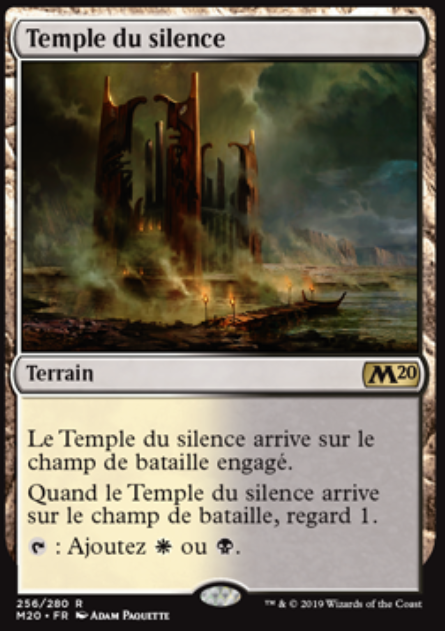 Temple du silence
Terrain
M20
Le Temple du silence arrive sur le
champ de bataille engagé.
Quand le Temple du silence arrive
sur le champ de bataille, regard 1.
: Ajoutez ou .
256/280 R
M20 • FR Adam Paquette
™ & © 2019 Wizards of the Coast